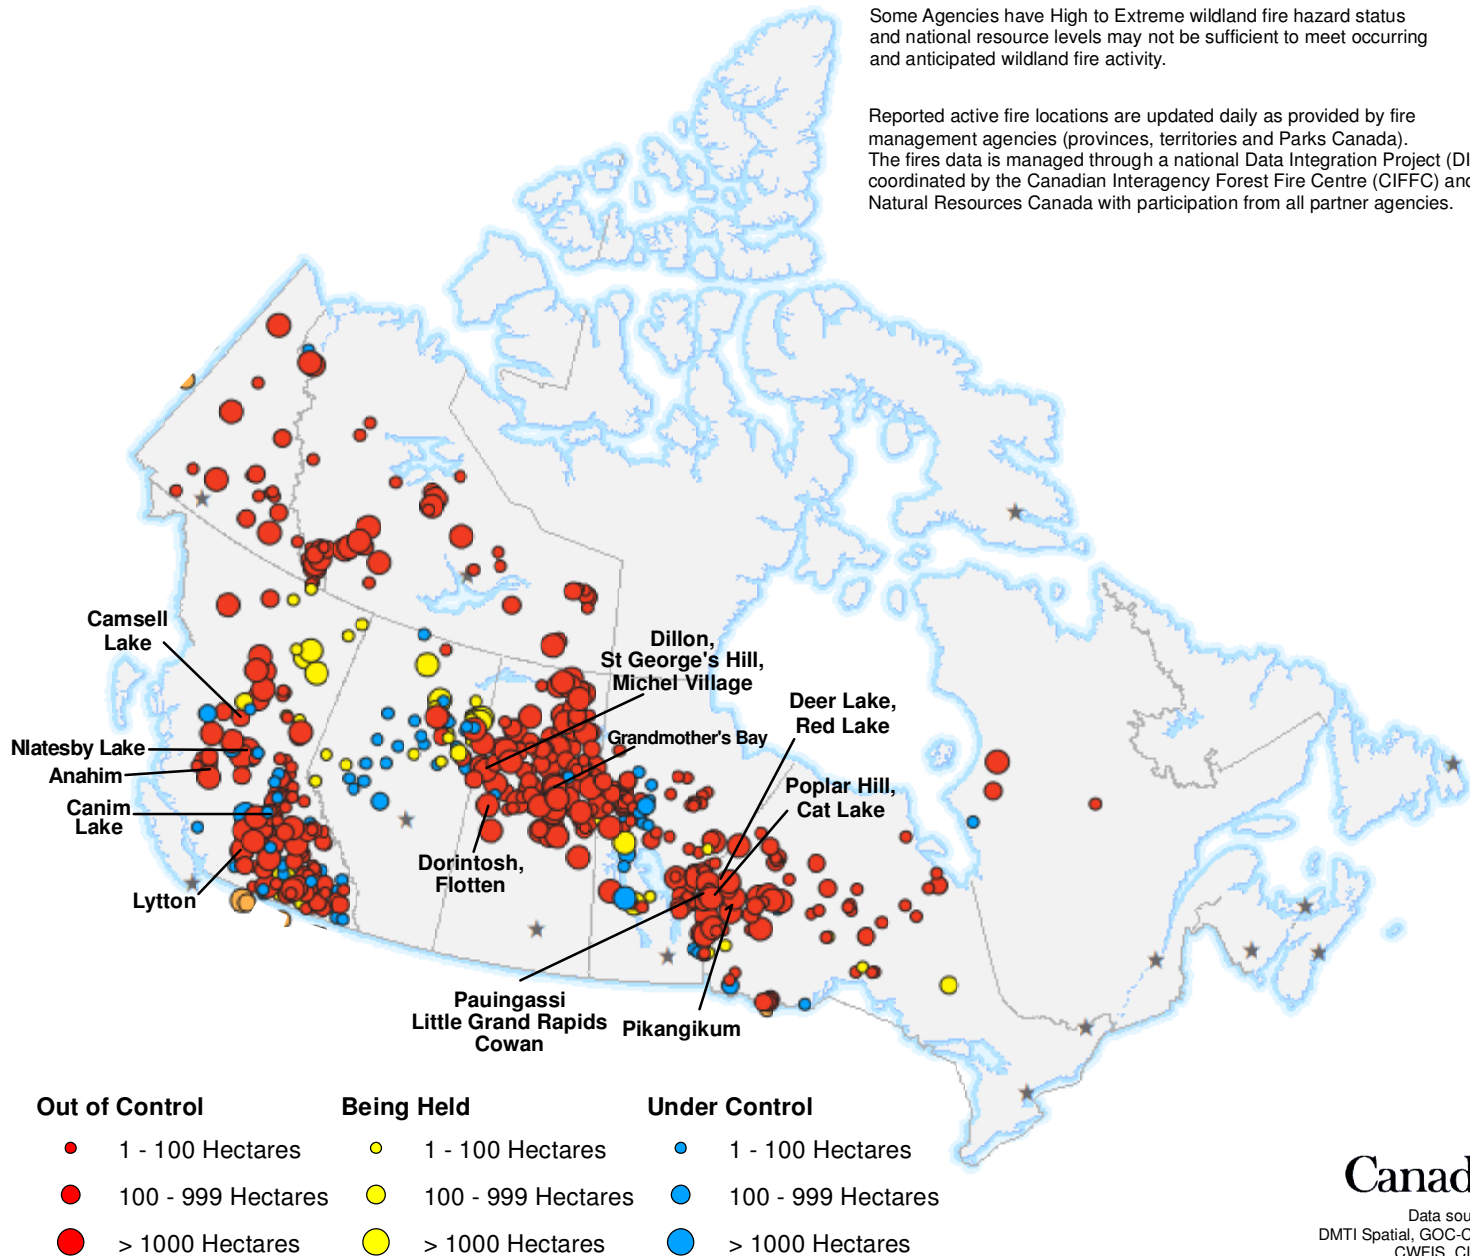 Some Agencies have High to Extreme wildland fire hazard status
and national resource levels may not be sufficient to meet occurring
and anticipated wildland fire activity.
Reported active fire locations are updated daily as provided by fire
management agencies (provinces, territories and Parks Canada).
The fires data is managed through a national Data Integration Project (DI
coordinated by the Canadian Interagency Forest Fire Centre (CIFFC) and
Natural Resources Canada with participation from all partner agencies.
Camsell
Lake
Dillon,
St George's Hill,
Michel Village
Deer Lake,
Red Lake
Nlatesby Lake
Grandmother's Bay
Anahim
Poplar Hill,
Cat Lake
Canim
Lake
Dorintosh,
Flotten
Lytton
Pauingassi
Little Grand Rapids
Cowan
Pikangikum
Out of Control
1 - 100 Hectares
100 - 999 Hectares
> 1000 Hectares
Being Held
1 - 100 Hectares
100 - 999 Hectares
> 1000 Hectares
Under Control
1 - 100 Hectares
100 - 999 Hectares
> 1000 Hectares
Canad
Data sou
DMTI Spatial, GOC-C
CWFIS, CI